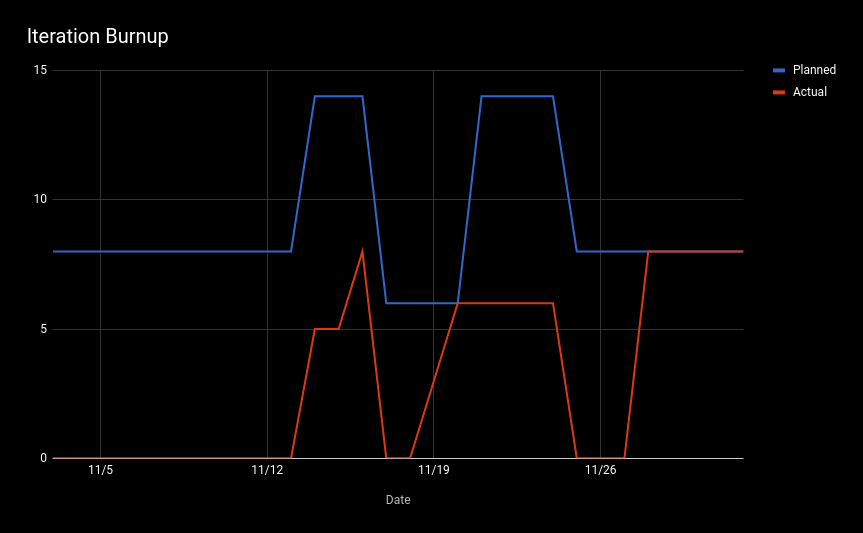 Iteration Burnup
15
10
5
0
11/5
11/12
11/19
11/26
Date
Planned
Actual